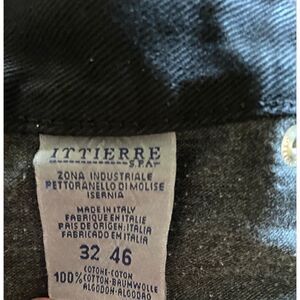 ITTIERRE
S.P.A.
ZONA INDUSTRIALE
PETTORANELLO DI MOLISE
ISERNIA
MADE IN ITALY
FABRIQUE EN ITALIE
PAIS DE ORIGEN: ITALIA
FABRICADO EM ITALIA
32 46
COTONE-COTON
100% COTTON-BAUMWOLLE
ALGODON-ALGODAO